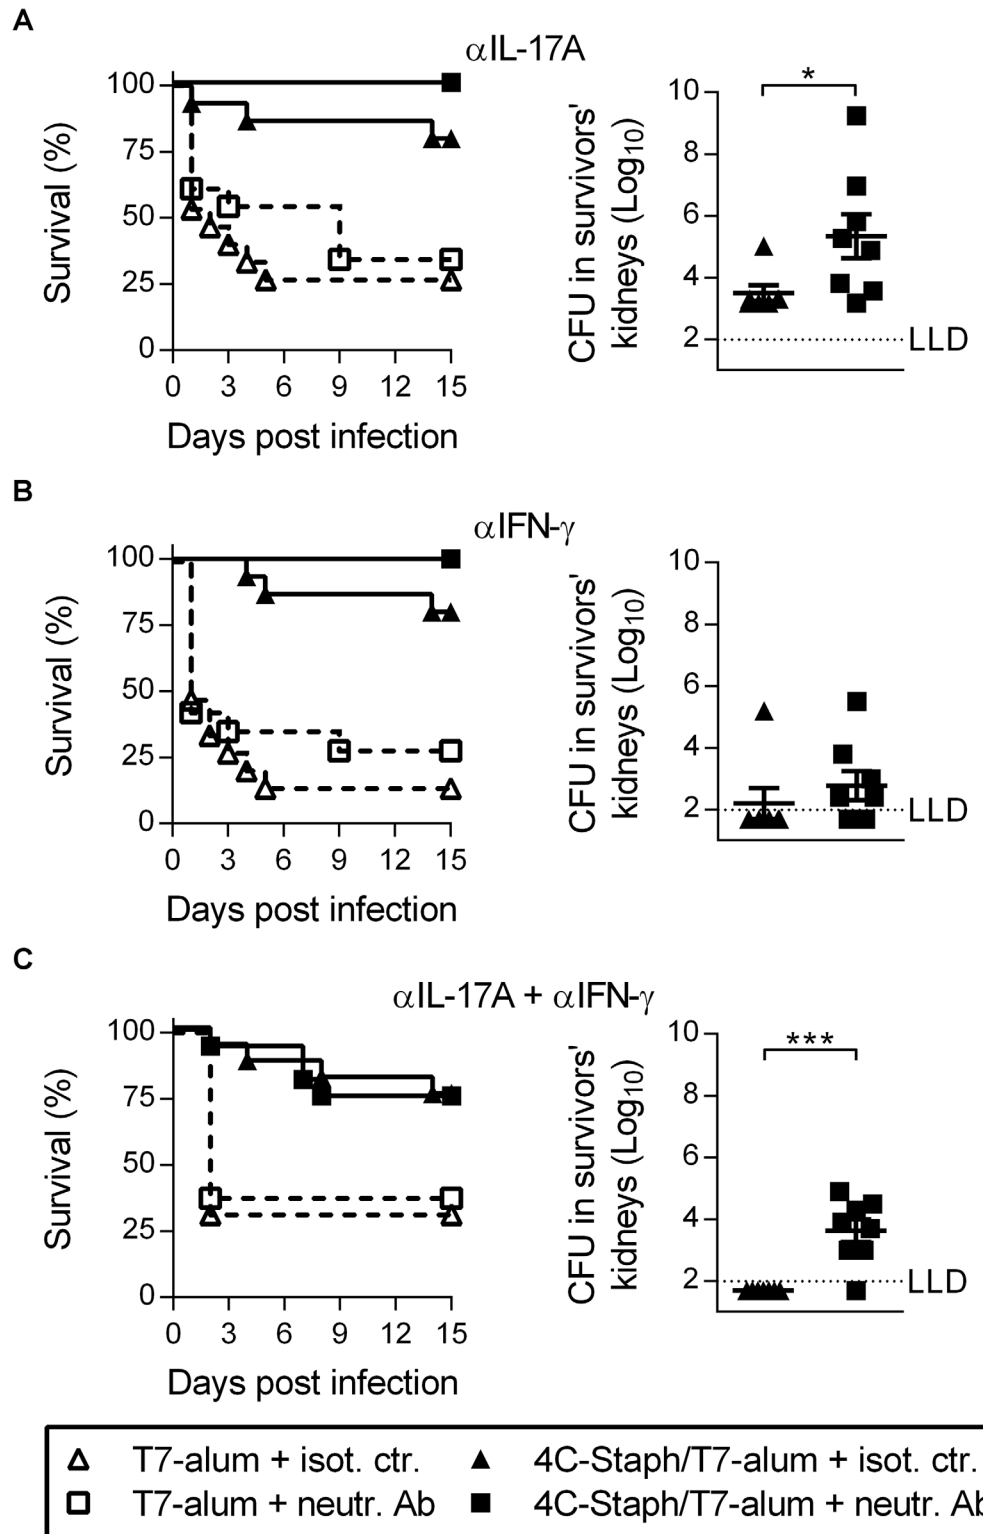 A
αIL-17A
Survival (%)
100
75
50
25
0
0 3 6 9 12 15
Days post infection
CFU in survivors'
kidneys (Log10)
10
8
6
4
2
*
LLD
B
αIFN-γ
Survival (%)
100
75
50
25
0
0 3 6 9 12 15
Days post infection
CFU in survivors'
kidneys (Log10)
10
8
6
4
2
LLD
C
αIL-17A + αIFN-γ
Survival (%)
100
75
50
25
0
0 3 6 9 12 15
Days post infection
CFU in survivors'
kidneys (Log10)
10
8
6
4
2
***
LLD
T7-alum + isot. ctr.
4C-Staph/T7-alum + isot. ctr.
T7-alum + neutr. Ab
4C-Staph/T7-alum + neutr. Ab